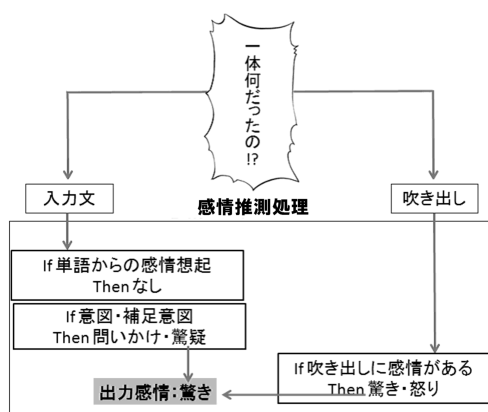 一体何だったの!?
入力文
吹き出し
感情推測処理
If 単語からの感情想起
Then なし
If 意図・補足意図
Then 問いかけ・驚疑
If 吹き出しに感情がある
Then 驚き・怒り
出力感情：驚き